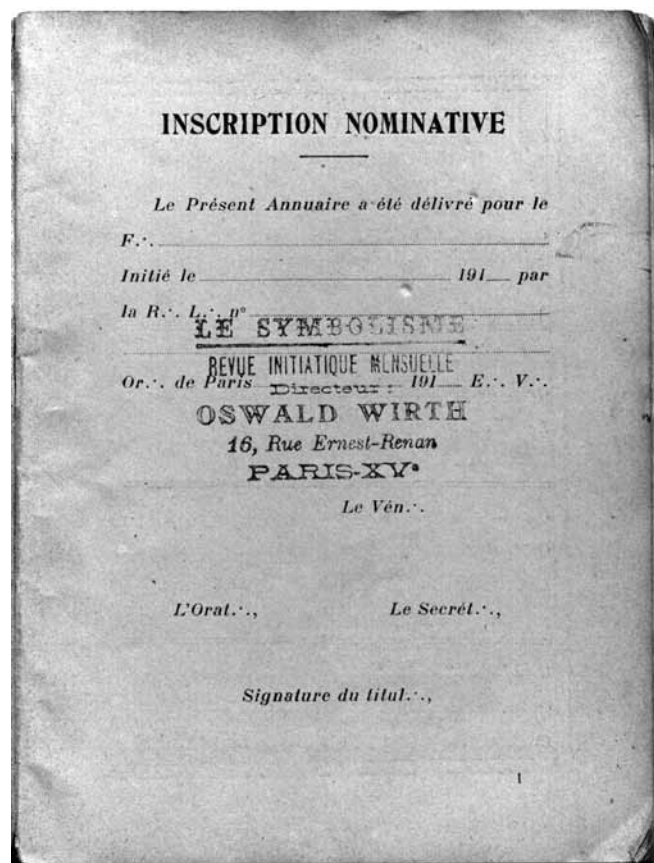 INSCRIPTION NOMINATIVE
Le Présent Annuaire a été délivré pour le
F∴
Initié le 191 par
la R∴ L∴ nº
LE SYMBOLISME
REVUE INITIATIQUE MENSUELLE
Or∴ de Paris 191 E∴ V∴
Directeur :
OSWALD WIRTH
16, Rue Ernest-Renan
PARIS-XVe
Le Vén∴
L'Orat∴, Le Secrét∴,
Signature du titul∴,
1